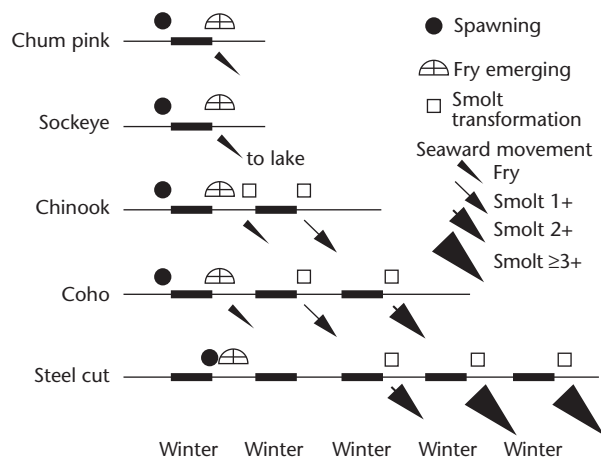 Chum pink
Sockeye
to lake
Chinook
Coho
Steel cut
Spawning
Fry emerging
Smolt
transformation
Seaward movement
Fry
Smolt 1+
Smolt 2+
Smolt ≥3+
Winter Winter Winter Winter Winter